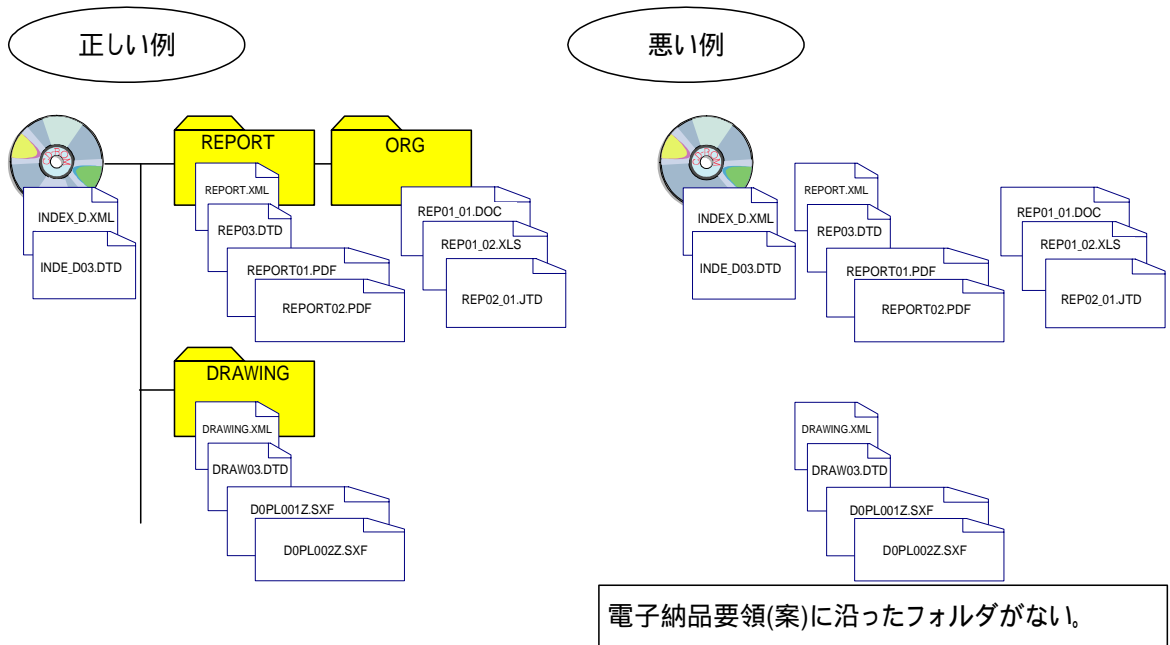 正しい例
悪い例
CD-ROM
REPORT
ORG
REPORT.XML
REP03.DTD
REPORT01.PDF
REPORT02.PDF
REP01_01.DOC
REP01_02.XLS
REP02_01.JTD
INDEX_D.XML
INDE_D03.DTD
DRAWING
DRAWING.XML
DRAW03.DTD
D0PL001Z.SXF
D0PL002Z.SXF
CD-ROM
INDEX_D.XML
INDE_D03.DTD
REPORT.XML
REP03.DTD
REPORT01.PDF
REPORT02.PDF
REP01_01.DOC
REP01_02.XLS
REP02_01.JTD
DRAWING.XML
DRAW03.DTD
D0PL001Z.SXF
D0PL002Z.SXF
電子納品要領(案)に沿ったフォルダがない。